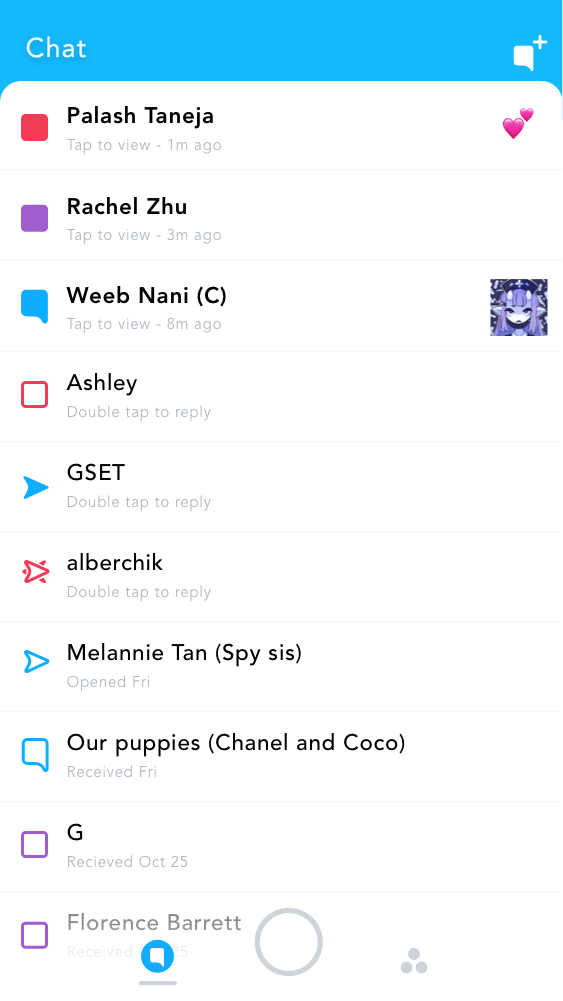 Chat
Palash Taneja
Tap to view - 1m ago
Rachel Zhu
Tap to view - 3m ago
Weeb Nani (C)
Tap to view - 8m ago
Ashley
Double tap to reply
GSET
Double tap to reply
alberchik
Double tap to reply
Melannie Tan (Spy sis)
Opened Fri
Our puppies (Chanel and Coco)
Received Fri
G
Recieved Oct 25
Florence Barrett
Received 25